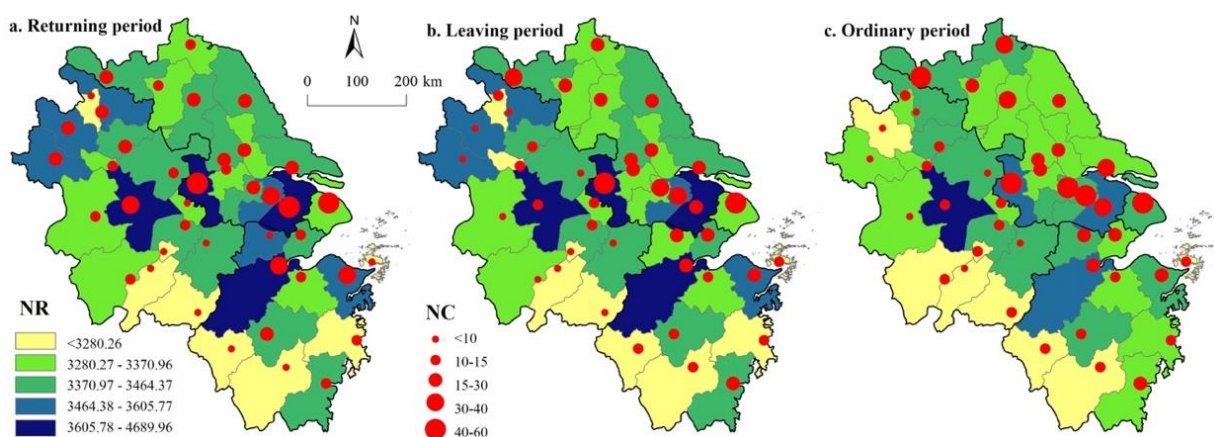 a. Returning period
b. Leaving period
c. Ordinary period
N
0 100 200 km
NR
<3280.26
3280.27 - 3370.96
3370.97 - 3464.37
3464.38 - 3605.77
3605.78 - 4689.96
NC
<10
10-15
15-30
30-40
40-60